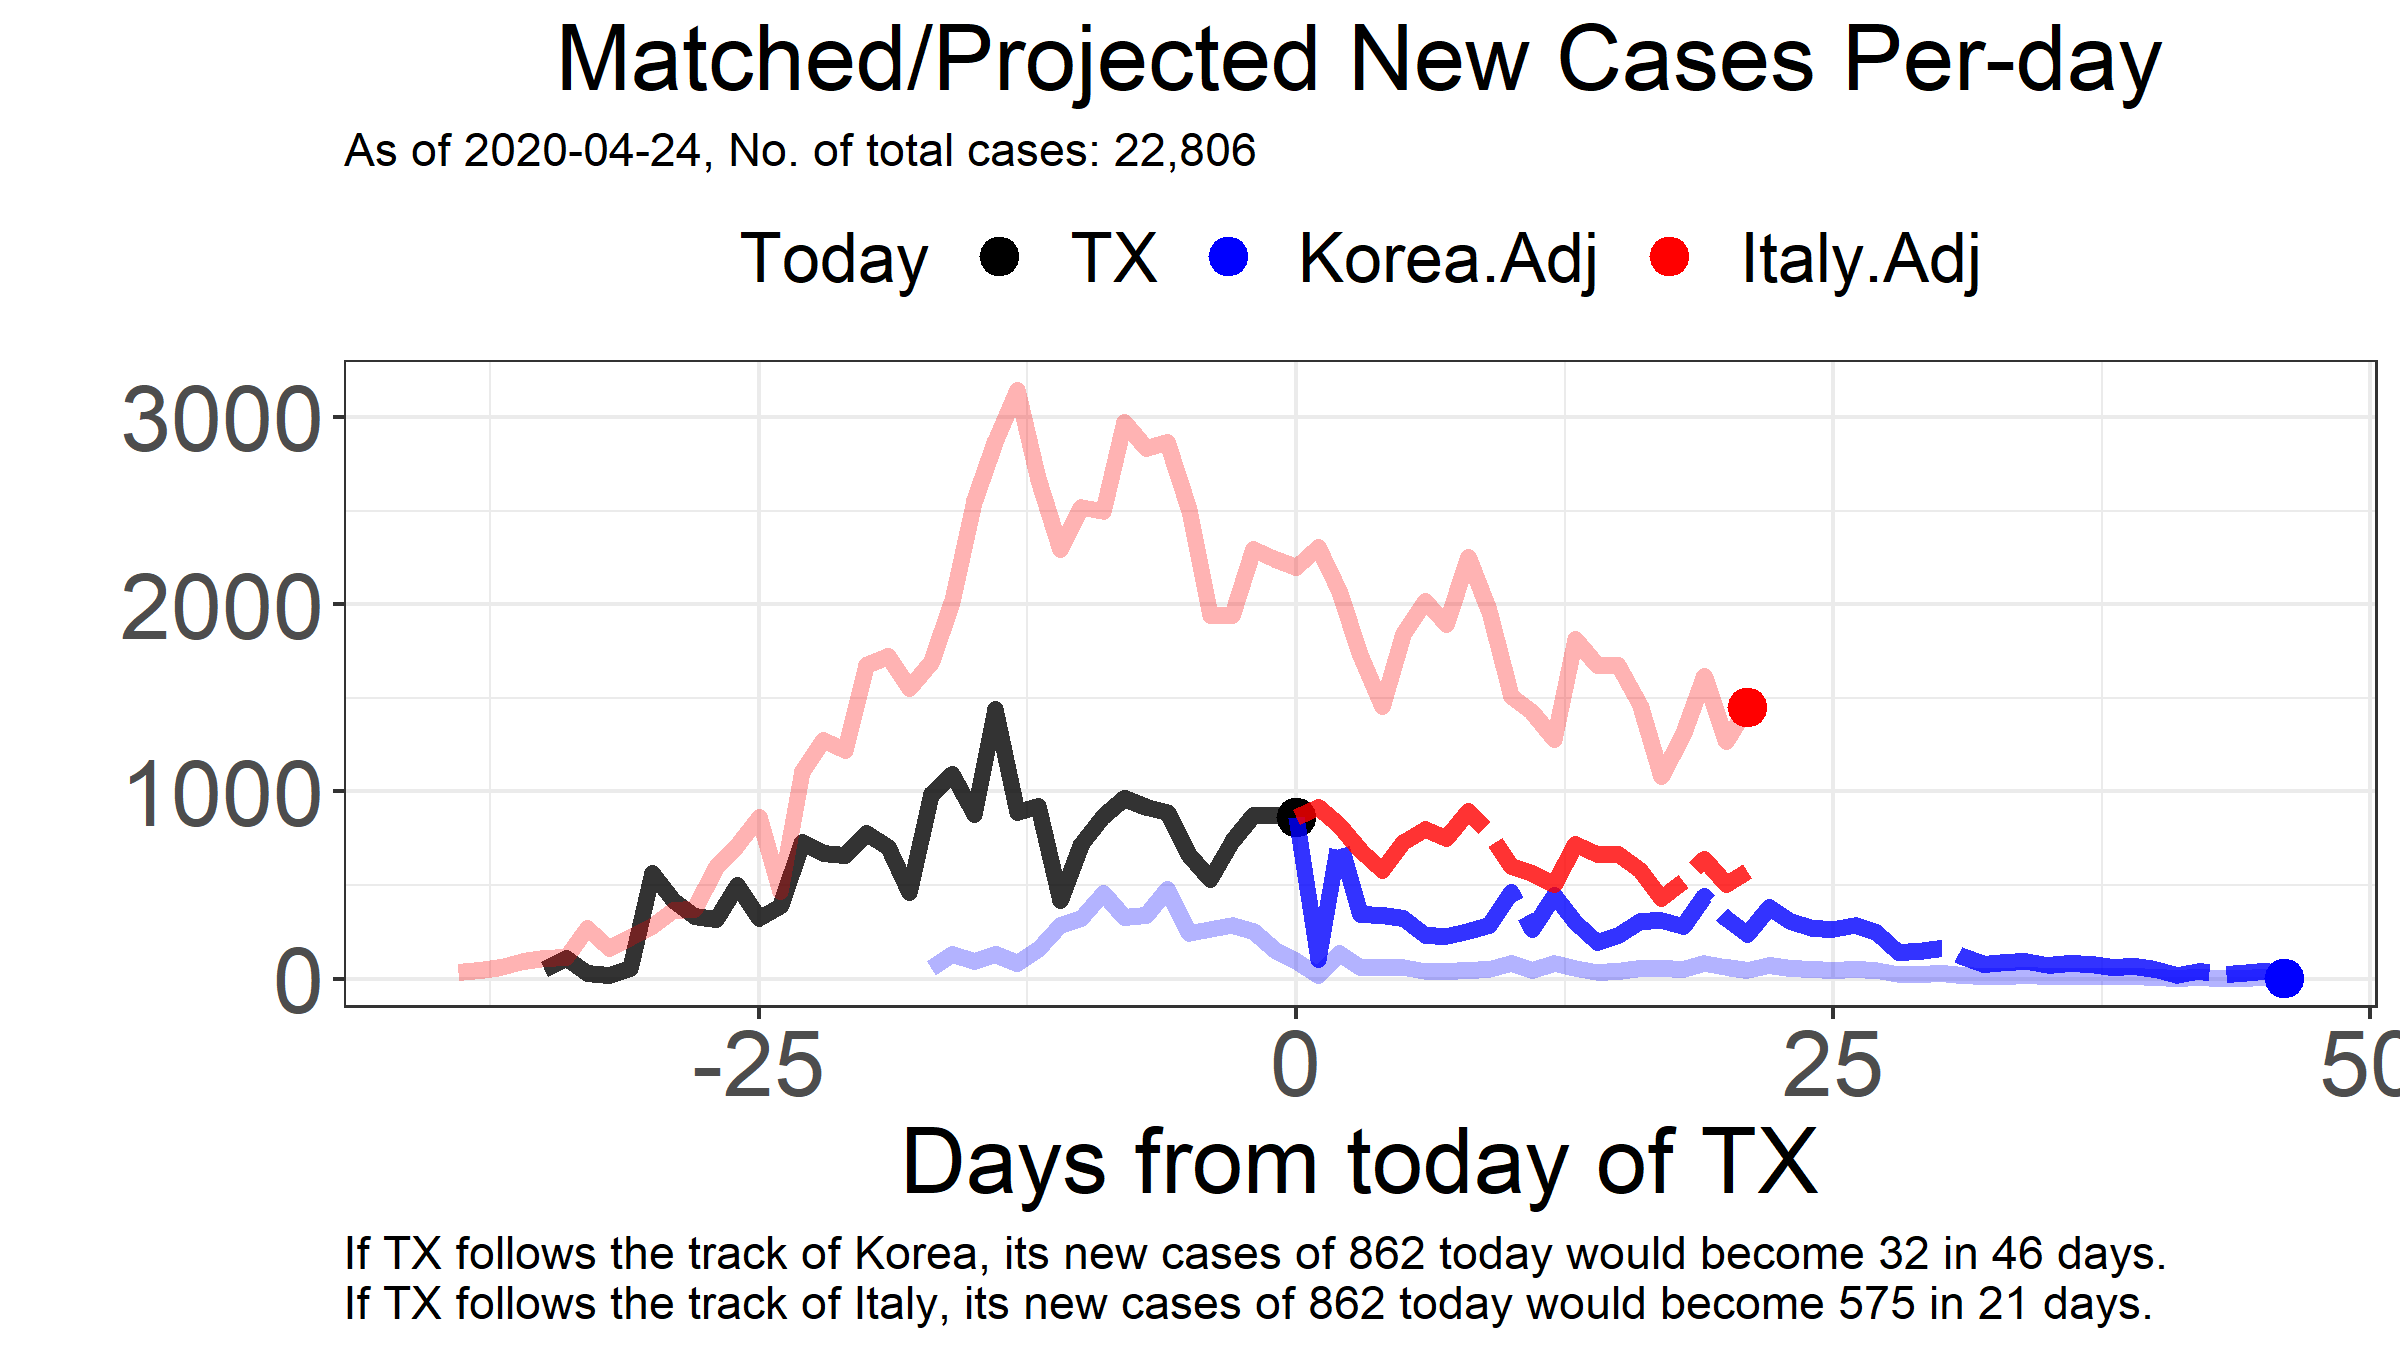 Matched/Projected New Cases Per-day
As of 2020-04-24, No. of total cases: 22,806
Today TX Korea.Adj Italy.Adj
3000
2000
1000
0
-25 0 25 50
Days from today of TX
If TX follows the track of Korea, its new cases of 862 today would become 32 in 46 days.
If TX follows the track of Italy, its new cases of 862 today would become 575 in 21 days.